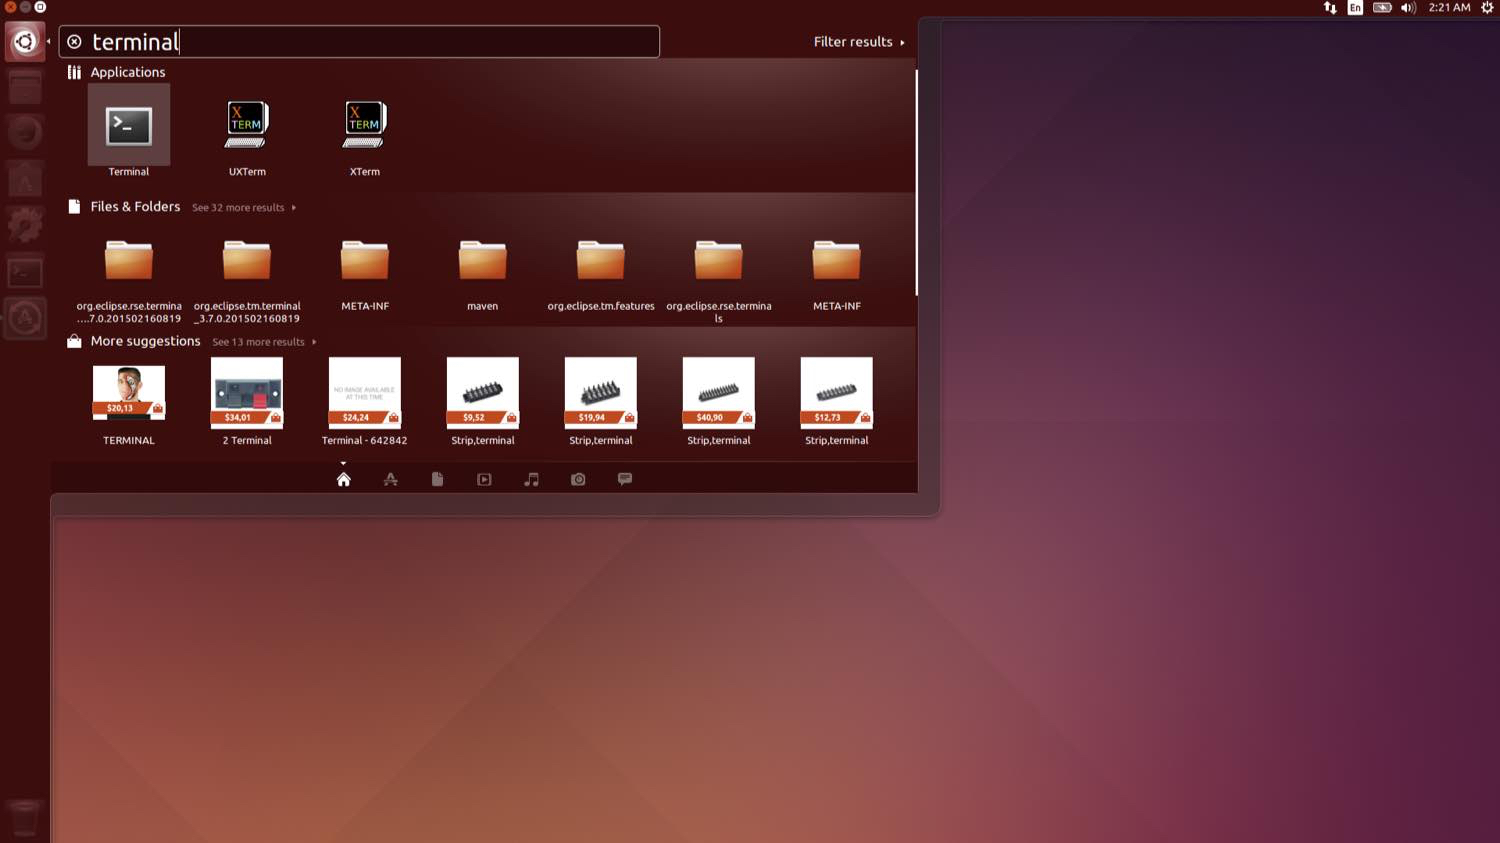 En
2:21 AM
terminal
Filter results
Applications
>_
X TERM
X TERM
Terminal
UXTerm
XTerm
Files & Folders
See 32 more results
org.eclipse.rse.termina
....7.0.201502160819
org.eclipse.tm.terminal
_3.7.0.201502160819
META-INF
maven
org.eclipse.tm.features
org.eclipse.rse.termina
ls
META-INF
More suggestions
See 13 more results
NO IMAGE AVAILABLE
AT THIS TIME
$20,13
$34,01
$24,24
$9,52
$19,94
$40,90
$12,73
TERMINAL
2 Terminal
Terminal - 642842
Strip,terminal
Strip,terminal
Strip,terminal
Strip,terminal